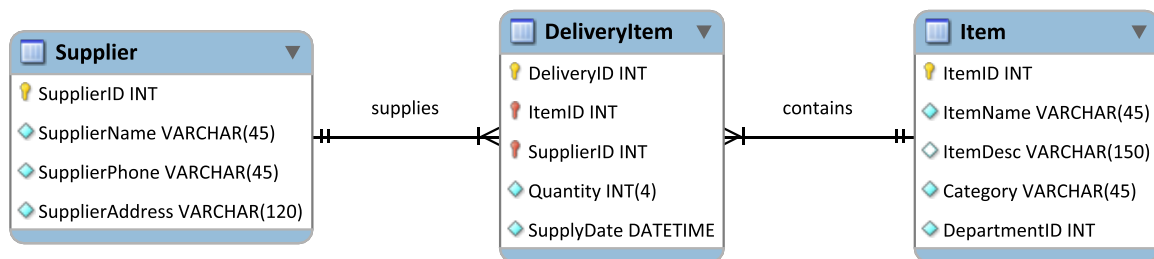 Supplier
SupplierID INT
SupplierName VARCHAR(45)
SupplierPhone VARCHAR(45)
SupplierAddress VARCHAR(120)
supplies
DeliveryItem
DeliveryID INT
ItemID INT
SupplierID INT
Quantity INT(4)
SupplyDate DATETIME
contains
Item
ItemID INT
ItemName VARCHAR(45)
ItemDesc VARCHAR(150)
Category VARCHAR(45)
DepartmentID INT